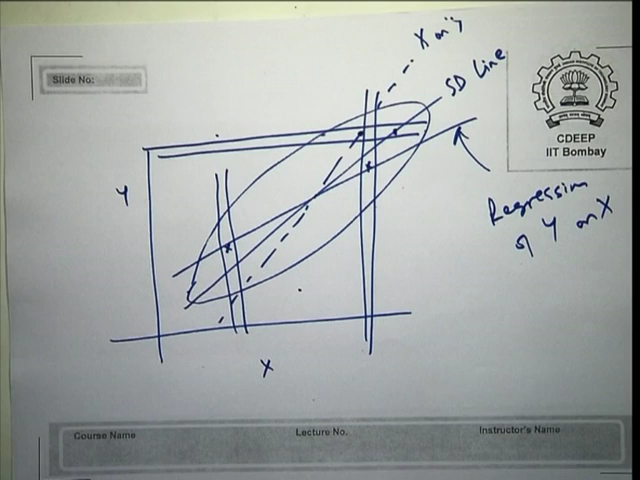 X on Y
SD Line
Slide No:
CDEEP
IIT Bombay
Y
Regression
of Y on X
X
Course Name
Lecture No.
Instructor's Name